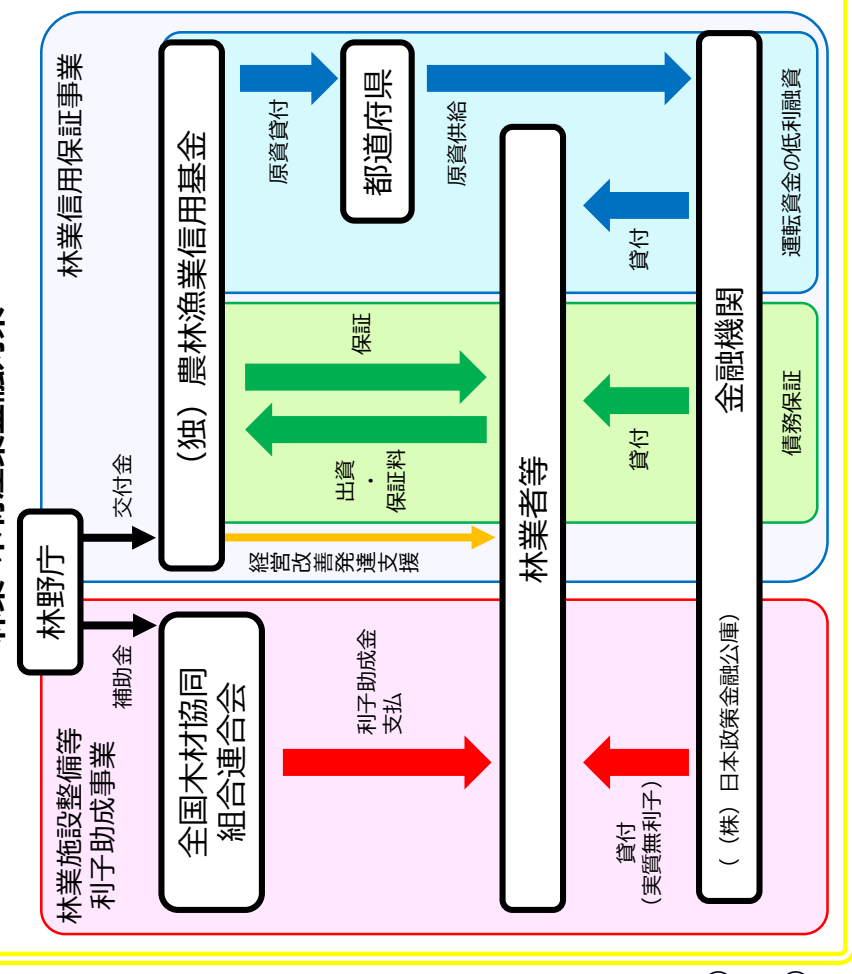 林野庁
補助金
交付金
林業施設整備等
利子助成事業
全国木材協同
組合連合会
利子助成金
支払
貸付
（実質無利子）
林業信用保証事業
（独）農林漁業信用基金
経営改善発達支援
出資
・
保証料
保証
原資貸付
都道府県
原資供給
林業者等
貸付
貸付
金融機関
（（株）日本政策金融公庫）
債務保証
運転資金の低利融資